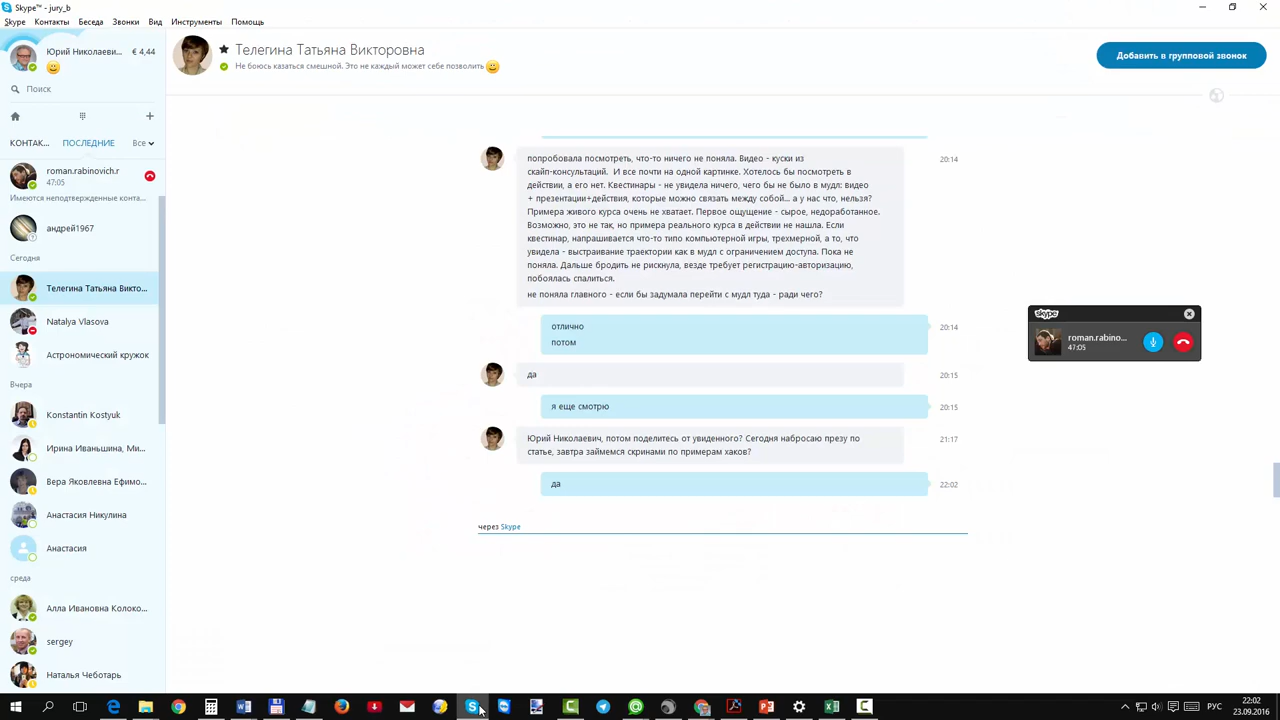 Skype™ - jury_b
Skype Контакты Беседа Звонки Вид Инструменты Помощь
Юрий Николаеви... € 4,44
Поиск
КОНТАК... ПОСЛЕДНИЕ Все
roman.rabinovich.r
47:05
Имеются неподтвержденные конта...
андрей1967
Сегодня
Телегина Татьяна Викто...
Natalya Vlasova
Астрономический кружок
Вчера
Konstantin Kostyuk
Ирина Иваньшина, Ми...
Вера Яковлевна Ефимо...
Анастасия Никулина
Анастасия
среда
Алла Ивановна Колоко...
sergey
Наталья Чеботарь
Телегина Татьяна Викторовна
Не боюсь казаться смешной. Это не каждый может себе позволить
Добавить в групповой звонок
попробовала посмотреть, что-то ничего не поняла. Видео - куски из
скайп-консультаций. И все почти на одной картинке. Хотелось бы посмотреть в
действии, а его нет. Квестинары - не увидела ничего, чего бы не было в мудл: видео
+ презентации+действия, которые можно связать между собой... а у нас что, нельзя?
Примера живого курса очень не хватает. Первое ощущение - сырое, недоработанное.
Возможно, это не так, но примера реального курса в действии не нашла. Если
квестинар, напрашивается что-то типо компьютерной игры, трехмерной, а то, что
увидела - выстраивание траектории как в мудл с ограничением доступа. Пока не
поняла. Дальше бродить не рискнула, везде требует регистрацию-авторизацию,
побоялась спалиться.
не поняла главного - если бы задумала перейти с мудл туда - ради чего?
20:14
отлично
потом
20:14
да
20:15
я еще смотрю
20:15
Юрий Николаевич, потом поделитесь от увиденного? Сегодня набросаю презу по
статье, завтра займемся скринами по примерам хаков?
21:17
да
22:02
через Skype
skype
roman.rabino...
47:05
РУС
22:02
23.09.2016